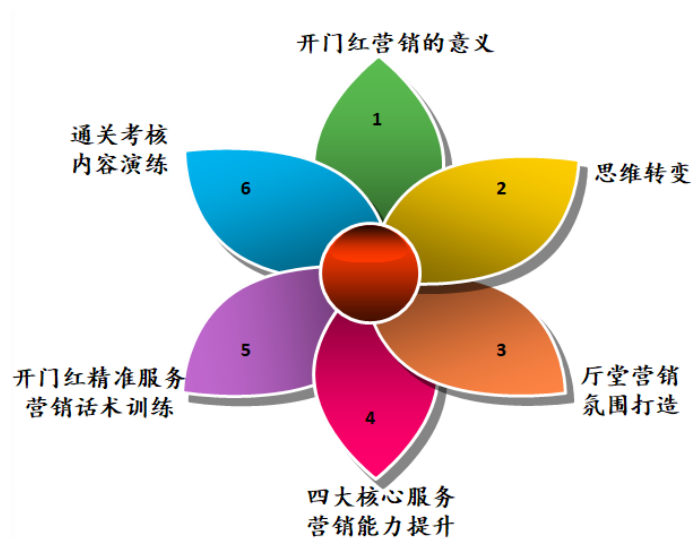 开门红营销的意义
1
思维转变
2
厅堂营销
氛围打造
3
四大核心服务
营销能力提升
4
开门红精准服务
营销话术训练
5
通关考核
内容演练
6